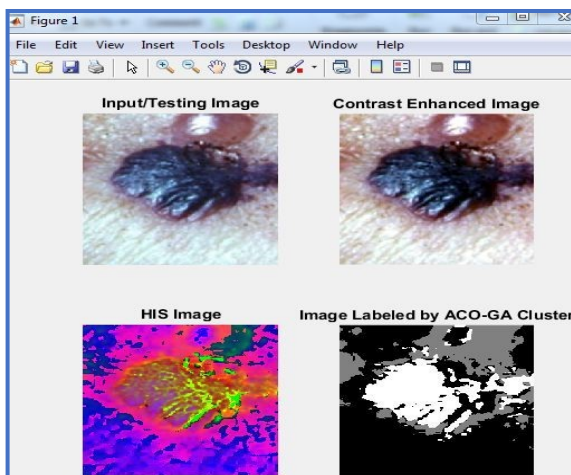 Figure 1
File Edit View Insert Tools Desktop Window Help
Input/Testing Image Contrast Enhanced Image
HIS Image Image Labeled by ACO-GA Cluster